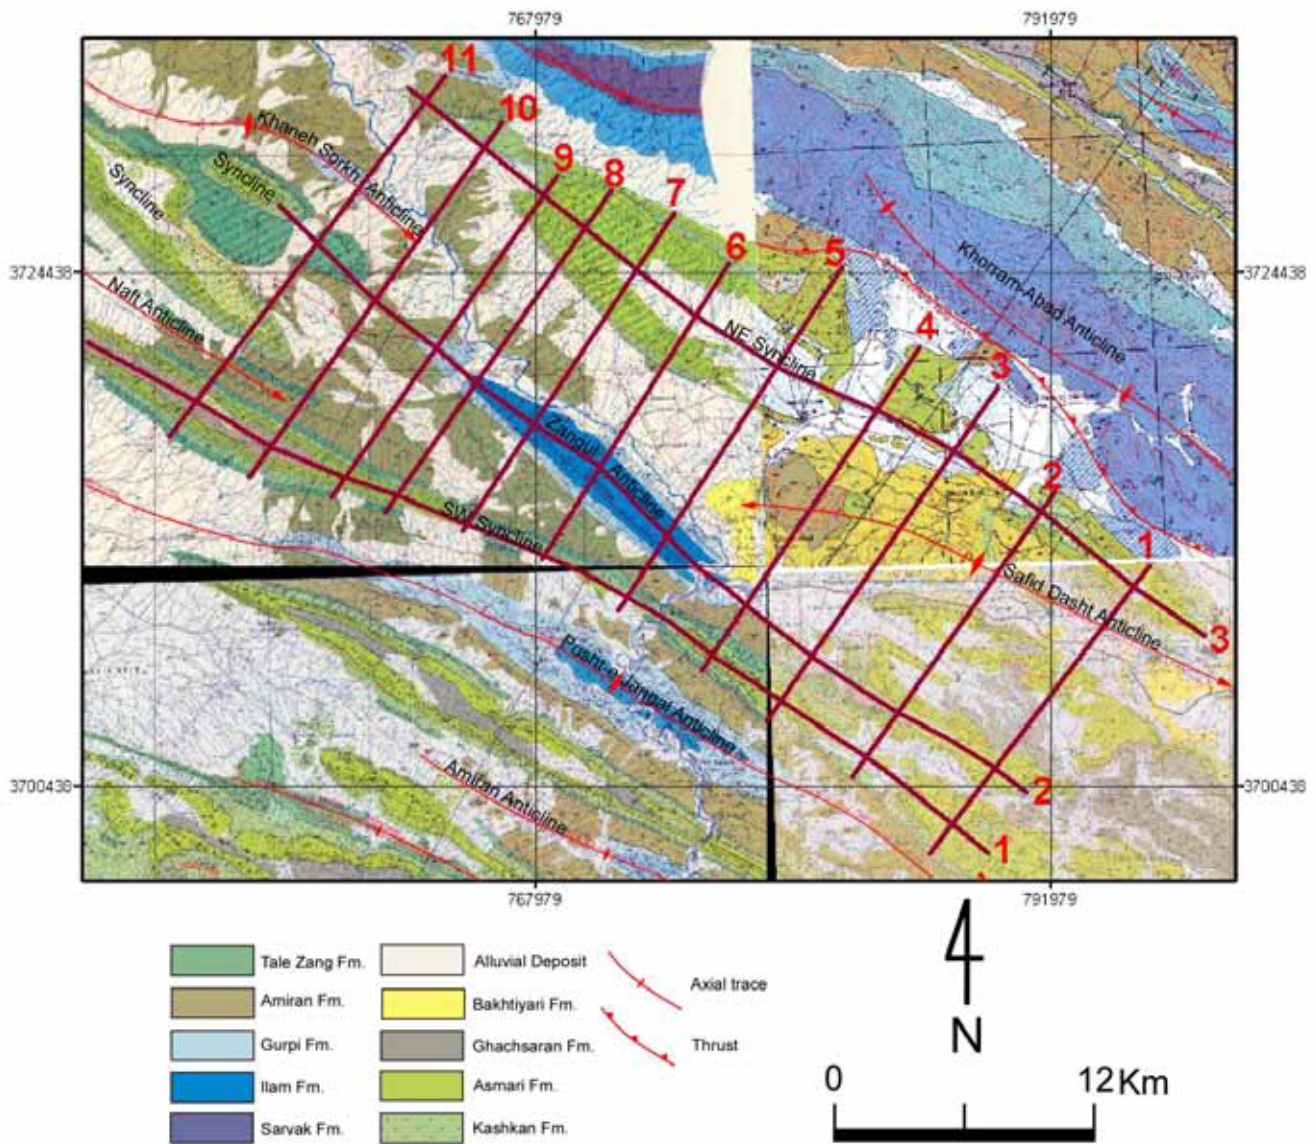 767979
791979
11
10
Khaneh Sorkh Anticline
9
8
Syncline
Syncline
7
6
5
Khorram-Abad Anticline
3724438
3724438
Naft Anticline
4
NE Syncline
3
Zangul Anticline
2
SW Syncline
1
Safid Dasht Anticline
3
Pusht-e Jangal Anticline
Amiran Anticline
3700438
3700438
2
1
767979
791979
Tale Zang Fm.
Alluvial Deposit
Axial trace
Amiran Fm.
Bakhtiyari Fm.
Gurpi Fm.
Ghachsaran Fm.
Thrust
N
Ilam Fm.
Asmari Fm.
0
12Km
Sarvak Fm.
Kashkan Fm.